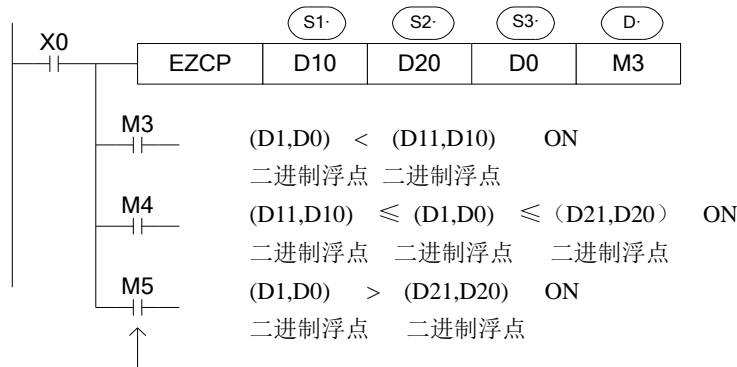 S1· S2· S3· D·
X0
EZCP D10 D20 D0 M3
M3
(D1,D0) < (D11,D10) ON
二进制浮点 二进制浮点
M4
(D11,D10) ≤ (D1,D0) ≤（D21,D20） ON
二进制浮点 二进制浮点 二进制浮点
M5
(D1,D0) > (D21,D20) ON
二进制浮点 二进制浮点